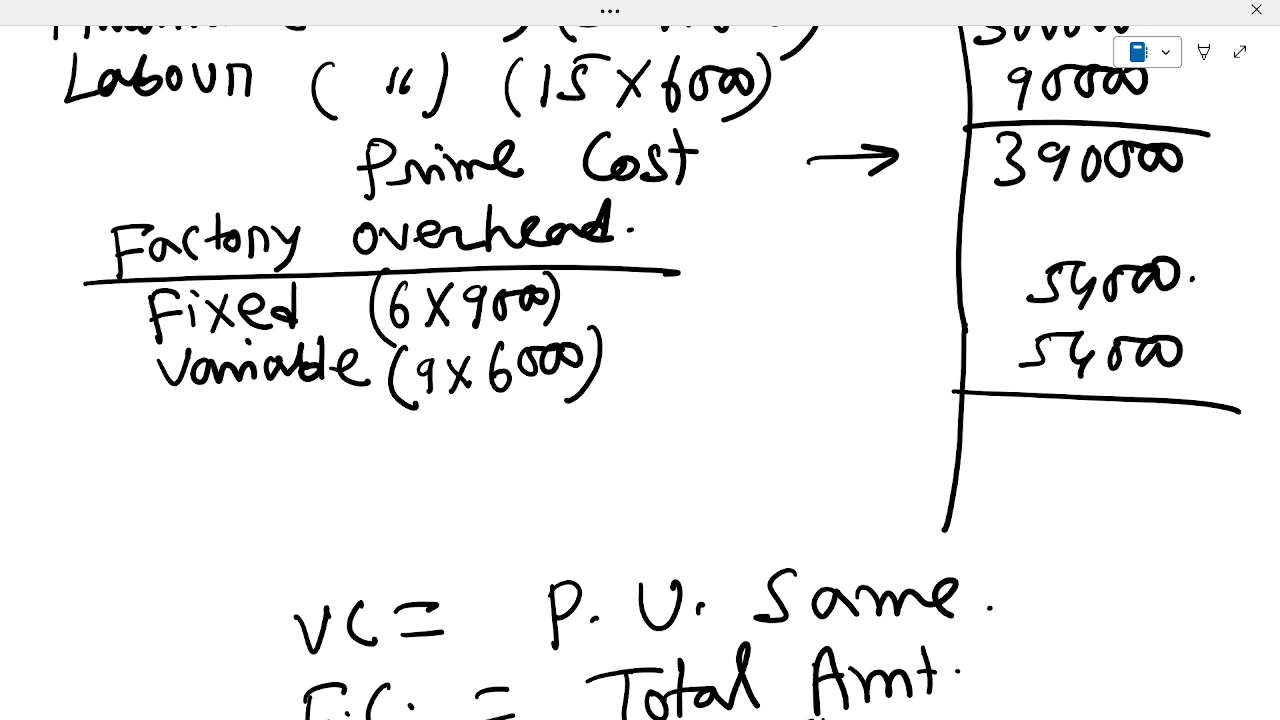 300000
Labour ( " ) (15 X 6000) 90000
Prime Cost → 390000
Factory overhead.
Fixed (6 X 9000) 54000.
Variable (9 X 6000) 54000
VC = P. U. Same.
F.C. = Total Amt.